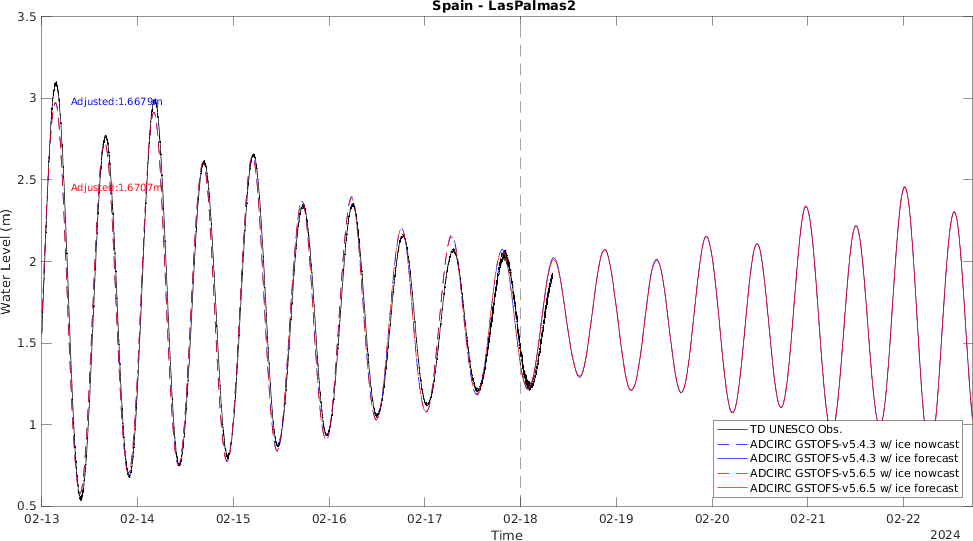 Spain - LasPalmas2
3.5
3
2.5
2
1.5
1
0.5
Water Level (m)
Adjusted:1.6679m
Adjusted:1.6707m
TD UNESCO Obs.
ADCIRC GSTOFS-v5.4.3 w/ ice nowcast
ADCIRC GSTOFS-v5.4.3 w/ ice forecast
ADCIRC GSTOFS-v5.6.5 w/ ice nowcast
ADCIRC GSTOFS-v5.6.5 w/ ice forecast
02-13 02-14 02-15 02-16 02-17 02-18 02-19 02-20 02-21 02-22
Time
2024